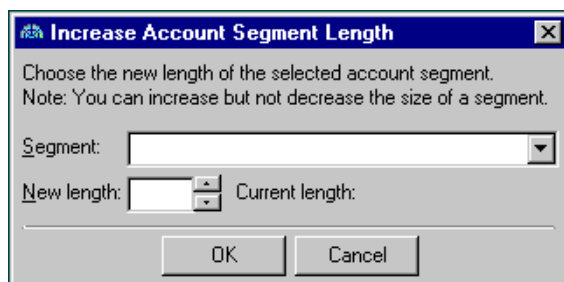 Increase Account Segment Length
Choose the new length of the selected account segment.
Note: You can increase but not decrease the size of a segment.
Segment:
New length: Current length:
OK Cancel